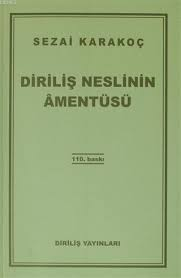 SEZAİ KARAKOÇ
DİRİLİŞ NESLİNİN
ÂMENTÜSÜ
110. baskı
DİRİLİŞ YAYINLARI